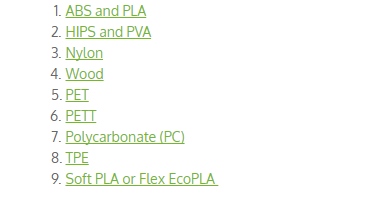 1. ABS and PLA
2. HIPS and PVA
3. Nylon
4. Wood
5. PET
6. PETT
7. Polycarbonate (PC)
8. TPE
9. Soft PLA or Flex EcoPLA